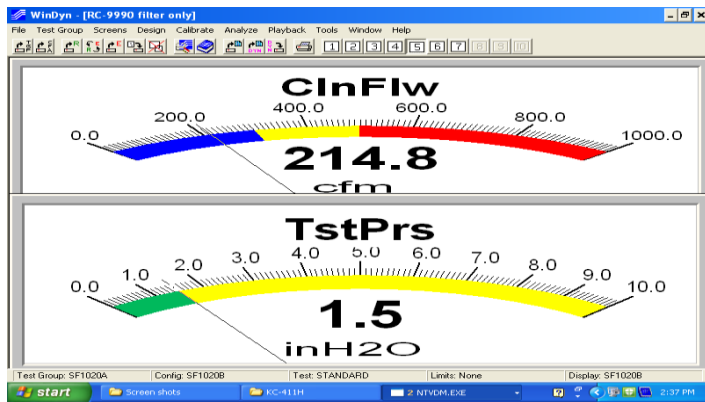 WinDyn - [RC-9990 filter only]
File Test Group Screens Design Calibrate Analyze Playback Tools Window Help
1 2 3 4 5 6 7 8 9 10
ClnFlw
0.0 200.0 400.0 600.0 800.0 1000.0
214.8
cfm
TstPrs
0.0 1.0 2.0 3.0 4.0 5.0 6.0 7.0 8.0 9.0 10.0
1.5
inH2O
Test Group: SF1020A Config: SF1020B Test: STANDARD Limits: None Display: SF1020B
start Screen shots KC-411H 2 NTVDM.EXE 2:37 PM